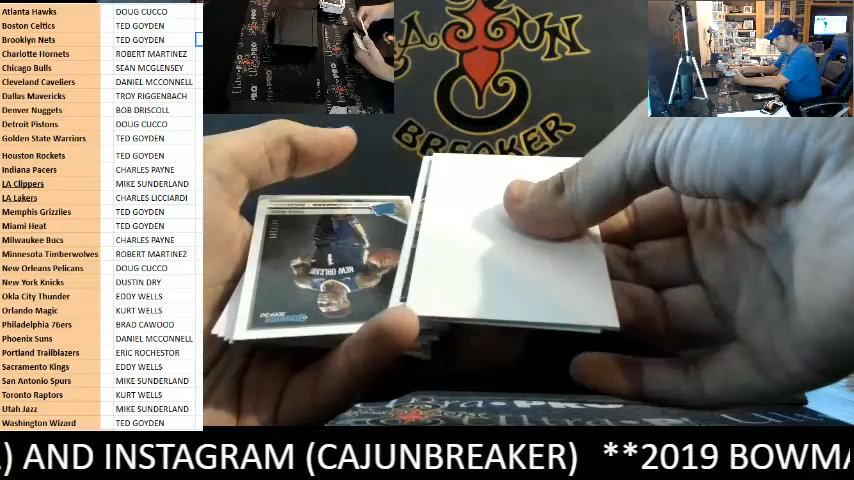 Atlanta Hawks DOUG CUCCO
Boston Celtics TED GOYDEN
Brooklyn Nets TED GOYDEN
Charlotte Hornets ROBERT MARTINEZ
Chicago Bulls SEAN MCGLENSEY
Cleveland Caveliers DANIEL MCCONNELL
Dallas Mavericks TROY RIGGENBACH
Denver Nuggets BOB DRISCOLL
Detroit Pistons DOUG CUCCO
Golden State Warriors TED GOYDEN
Houston Rockets TED GOYDEN
Indiana Pacers CHARLES PAYNE
LA Clippers MIKE SUNDERLAND
LA Lakers CHARLES LICCIARDI
Memphis Grizzlies TED GOYDEN
Miami Heat TED GOYDEN
Milwaukee Bucs CHARLES PAYNE
Minnesota Timberwolves ROBERT MARTINEZ
New Orleans Pelicans DOUG CUCCO
New York Knicks DUSTIN DRY
Okla City Thunder EDDY WELLS
Orlando Magic KURT WELLS
Philadelphia 76ers BRAD CAWOOD
Phoenix Suns DANIEL MCCONNELL
Portland Trailblazers ERIC ROCHESTOR
Sacramento Kings EDDY WELLS
San Antonio Spurs MIKE SUNDERLAND
Toronto Raptors KURT WELLS
Utah Jazz MIKE SUNDERLAND
Washington Wizard TED GOYDEN
BREAKER
NEW ORLEANS
1
PRO
) AND INSTAGRAM (CAJUNBREAKER) **2019 BOWMA